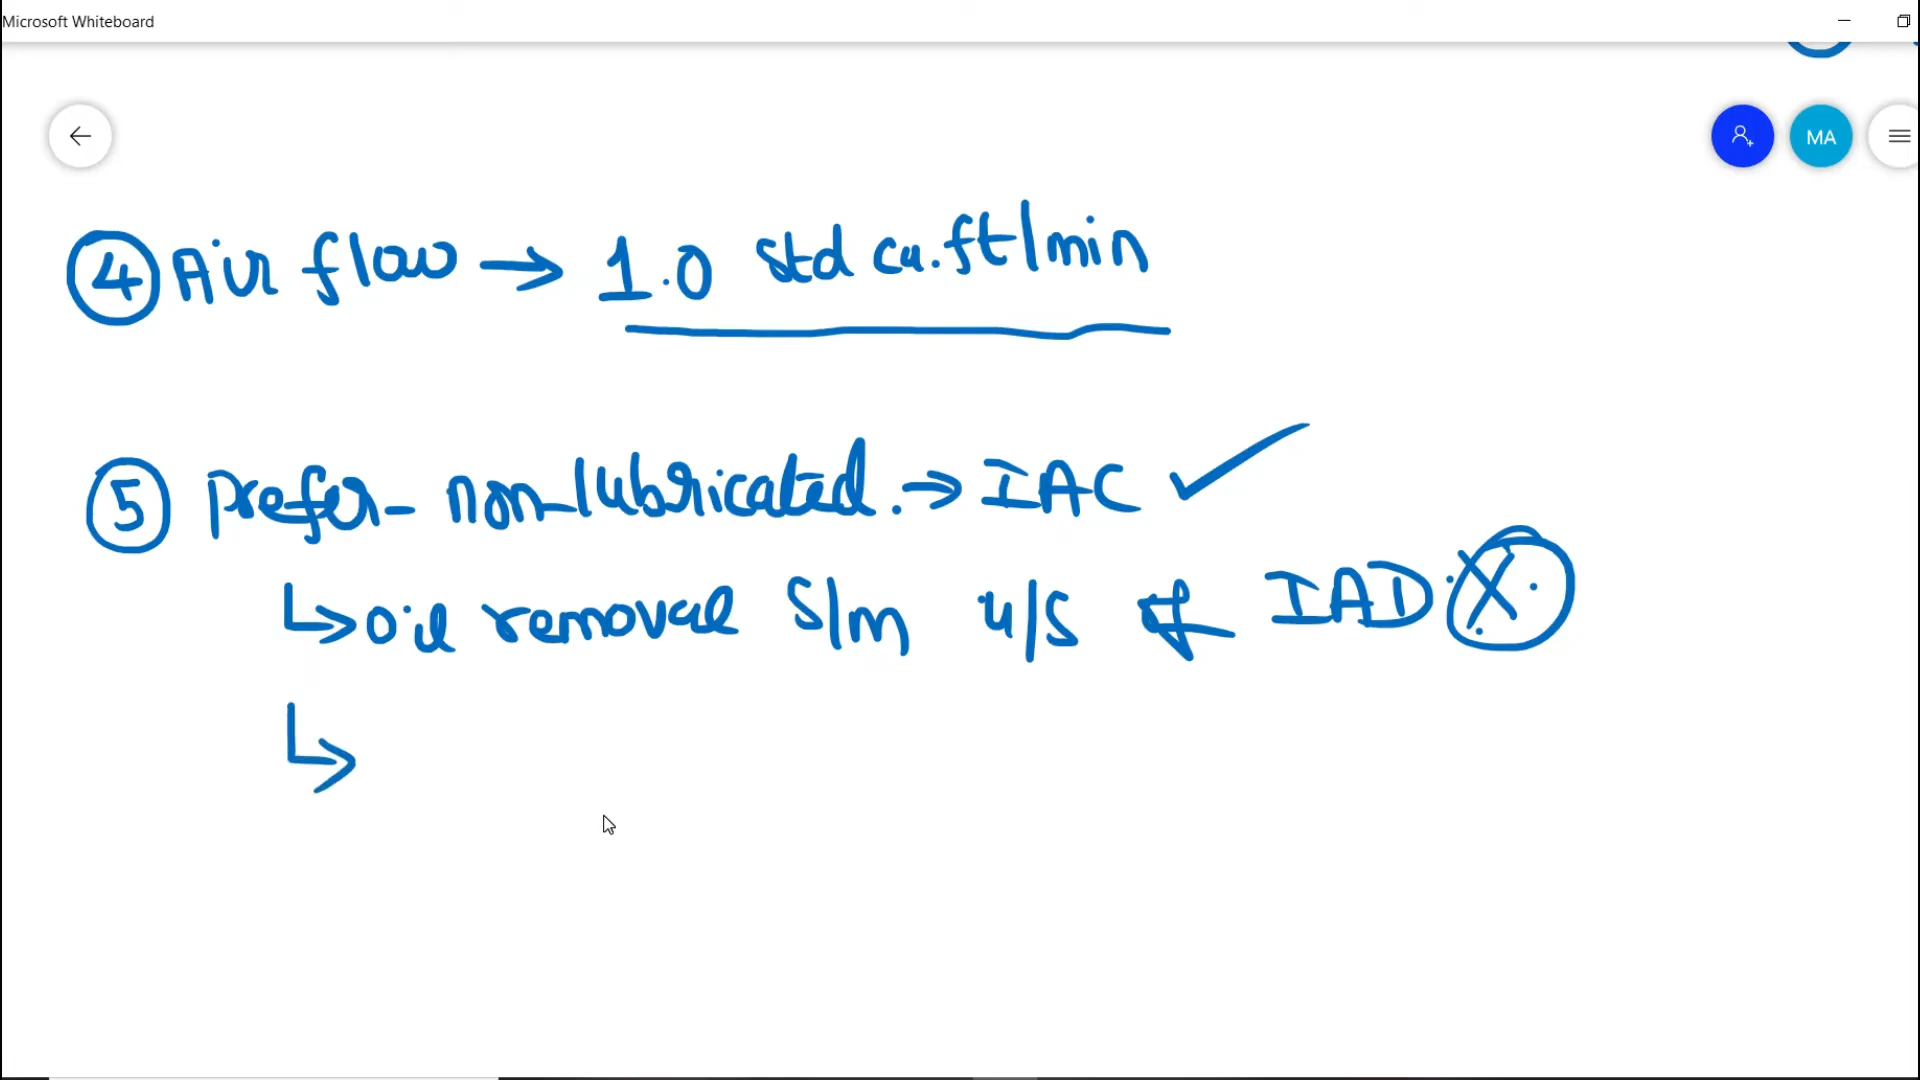 Microsoft Whiteboard
MA
④ Air flow → 1.0 std cu.ft/min
⑤ prefer- non-lubricated. → IAC ✓
↳ oil removal S/m u/s of IAD X
↳